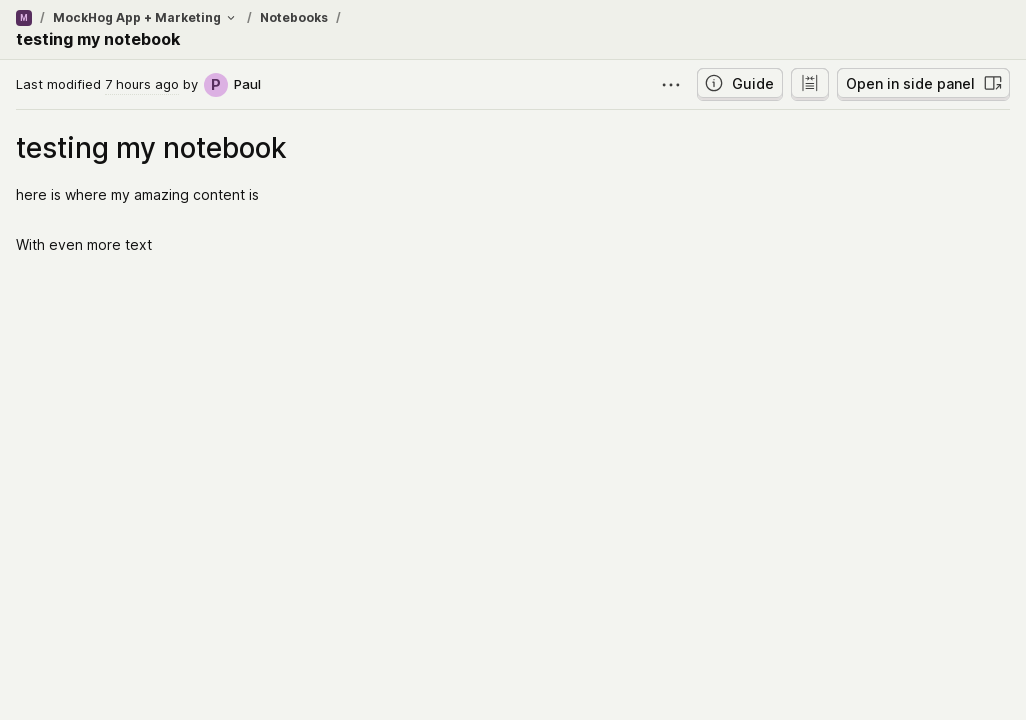 M / MockHog App + Marketing / Notebooks /
testing my notebook
Last modified 7 hours ago by P Paul
Guide
Open in side panel
testing my notebook
here is where my amazing content is
With even more text